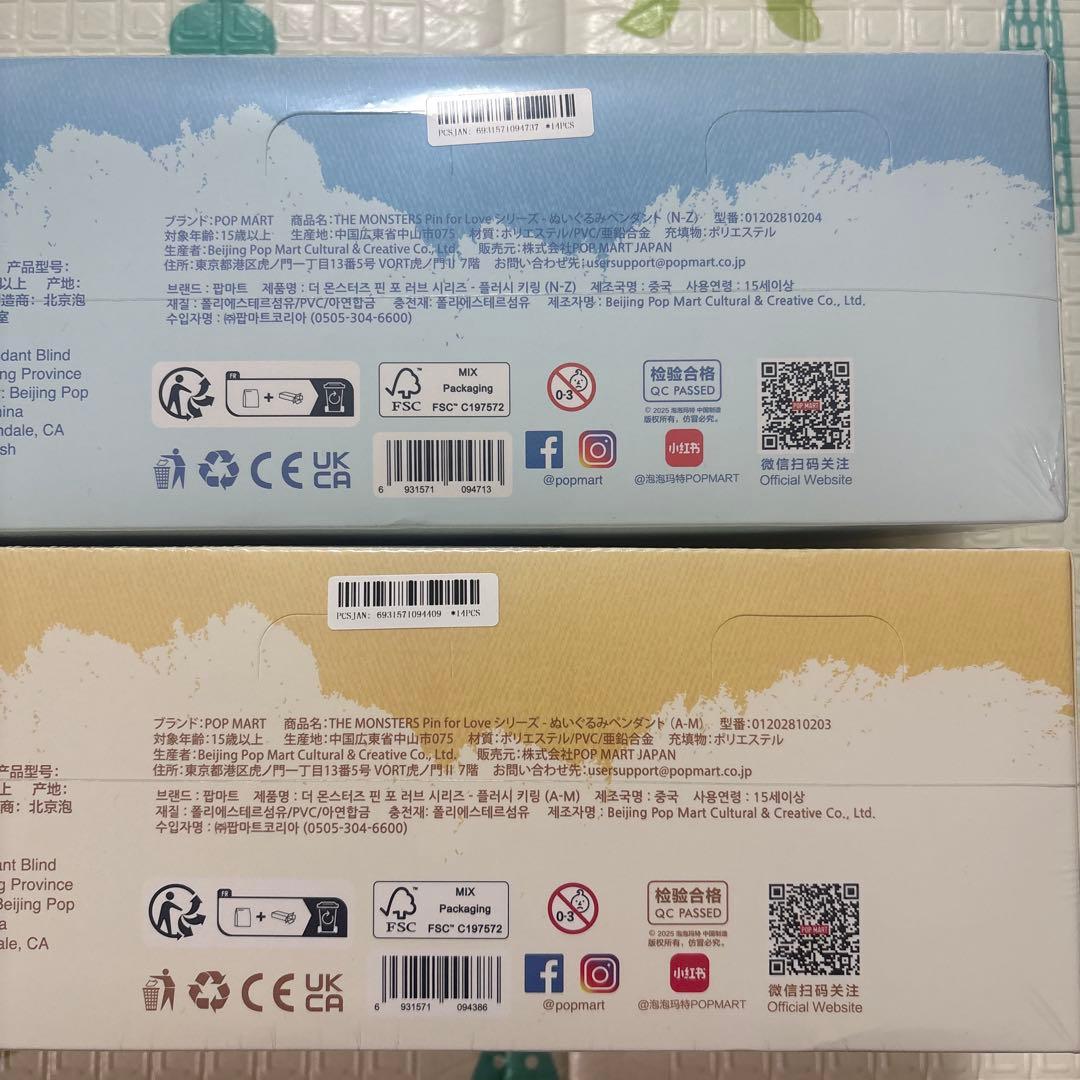 PCSJAN: 6931571094737 *14PCS
ブランド:POP MART 商品名:THE MONSTERS Pin for Love シリーズ - ぬいぐるみペンダント (N-Z) 型番:01202810204
対象年齢:15歳以上 生産地:中国広東省中山市075 材質:ポリエステル/PVC/亜鉛合金 充填物:ポリエステル
生産者:Beijing Pop Mart Cultural & Creative Co., Ltd. 販売元:株式会社POP MART JAPAN
住所:東京都港区虎ノ門一丁目13番5号 VORT虎ノ門Ⅱ 7階 お問い合わせ先:usersupport@popmart.co.jp
产品型号:
以上 产地:
造商: 北京泡
室
브랜드 : 팝마트 제품명 : 더 몬스터즈 핀 포 러브 시리즈 - 플러시 키링 (N-Z) 제조국명 : 중국 사용연령 : 15세이상
재질 : 폴리에스테르섬유/PVC/아연합금 충전재: 폴리에스테르섬유 제조자명 : Beijing Pop Mart Cultural & Creative Co., Ltd.
수입자명 : ㈜팝마트코리아 (0505-304-6600)
dant Blind
ng Province
: Beijing Pop
hina
ndale, CA
sh
FR
FSC
MIX
Packaging
FSC™ C197572
0-3
检验合格
QC PASSED
© 2025 泡泡玛特 中国制造
版权所有，仿冒必究。
POP MART
微信扫码关注
Official Website
CE
UK
CA
6 931571 094713
@popmart
小红书
@泡泡玛特POPMART
PCSJAN: 6931571094409 *14PCS
ブランド:POP MART 商品名:THE MONSTERS Pin for Love シリーズ - ぬいぐるみペンダント (A-M) 型番:01202810203
対象年齢:15歳以上 生産地:中国広東省中山市075 材質:ポリエステル/PVC/亜鉛合金 充填物:ポリエステル
生産者:Beijing Pop Mart Cultural & Creative Co., Ltd. 販売元:株式会社POP MART JAPAN
住所:東京都港区虎ノ門一丁目13番5号 VORT虎ノ門Ⅱ 7階 お問い合わせ先:usersupport@popmart.co.jp
产品型号:
上 产地:
商: 北京泡
브랜드 : 팝마트 제품명 : 더 몬스터즈 핀 포 러브 시리즈 - 플러시 키링 (A-M) 제조국명 : 중국 사용연령 : 15세이상
재질 : 폴리에스테르섬유/PVC/아연합금 충전재: 폴리에스테르섬유 제조자명 : Beijing Pop Mart Cultural & Creative Co., Ltd.
수입자명 : ㈜팝마트코리아 (0505-304-6600)
ant Blind
g Province
Beijing Pop
a
ale, CA
FR
FSC
MIX
Packaging
FSC™ C197572
0-3
检验合格
QC PASSED
© 2025 泡泡玛特 中国制造
版权所有，仿冒必究。
POP MART
微信扫码关注
Official Website
CE
UK
CA
6 931571 094386
@popmart
小红书
@泡泡玛特POPMART